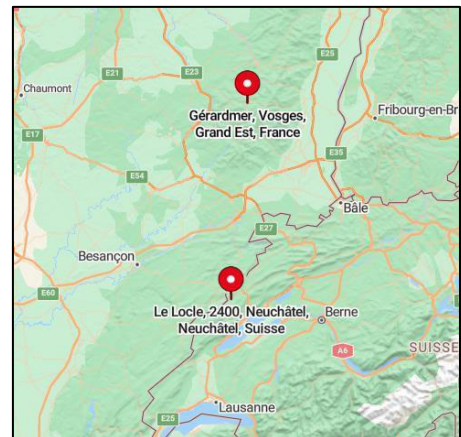 E25
E21
E23
Chaumont
Gérardmer, Vosges,
Grand Est, France
Fribourg-en-Br
E17
E35
E54
Bâle
E27
Besançon
E60
Le Locle, 2400, Neuchâtel,
Neuchâtel, Suisse
Berne
A6
SUISSE
Lausanne
E25